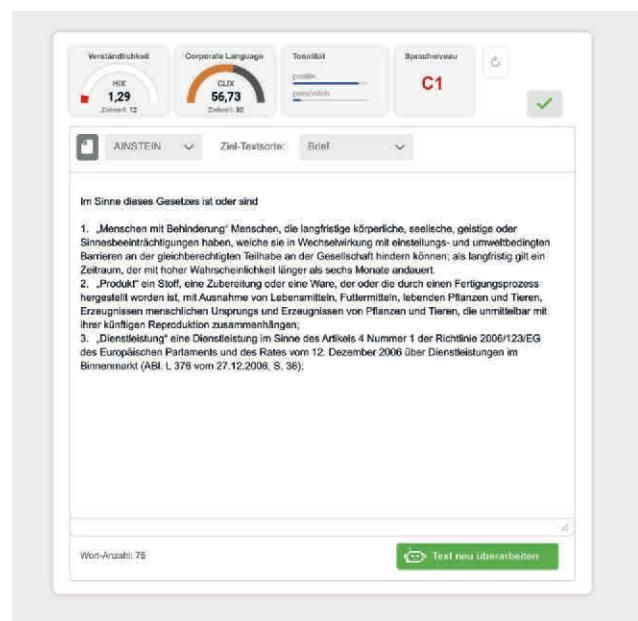 Verständlichkeit
HIX
1,29
Zielwert: 12
Corporate Language
CLIX
56,73
Zielwert: 80
Tonalität
positiv
persönlich
Sprachniveau
C1
AINSTEIN
Ziel-Textsorte:
Brief
Im Sinne dieses Gesetzes ist oder sind
1. „Menschen mit Behinderung“ Menschen, die langfristige körperliche, seelische, geistige oder
Sinnesbeeinträchtigungen haben, welche sie in Wechselwirkung mit einstellungs- und umweltbedingten
Barrieren an der gleichberechtigten Teilhabe an der Gesellschaft hindern können; als langfristig gilt ein
Zeitraum, der mit hoher Wahrscheinlichkeit länger als sechs Monate andauert.
2. „Produkt“ ein Stoff, eine Zubereitung oder eine Ware, der oder die durch einen Fertigungsprozess
hergestellt worden ist, mit Ausnahme von Lebensmitteln, Futtermitteln, lebenden Pflanzen und Tieren,
Erzeugnissen menschlichen Ursprungs und Erzeugnissen von Pflanzen und Tieren, die unmittelbar mit
ihrer künftigen Reproduktion zusammenhängen;
3. „Dienstleistung“ eine Dienstleistung im Sinne des Artikels 4 Nummer 1 der Richtlinie 2006/123/EG
des Europäischen Parlaments und des Rates vom 12. Dezember 2006 über Dienstleistungen im
Binnenmarkt (ABl. L 376 vom 27.12.2006, S. 36);
Wort-Anzahl: 75
Text neu überarbeiten